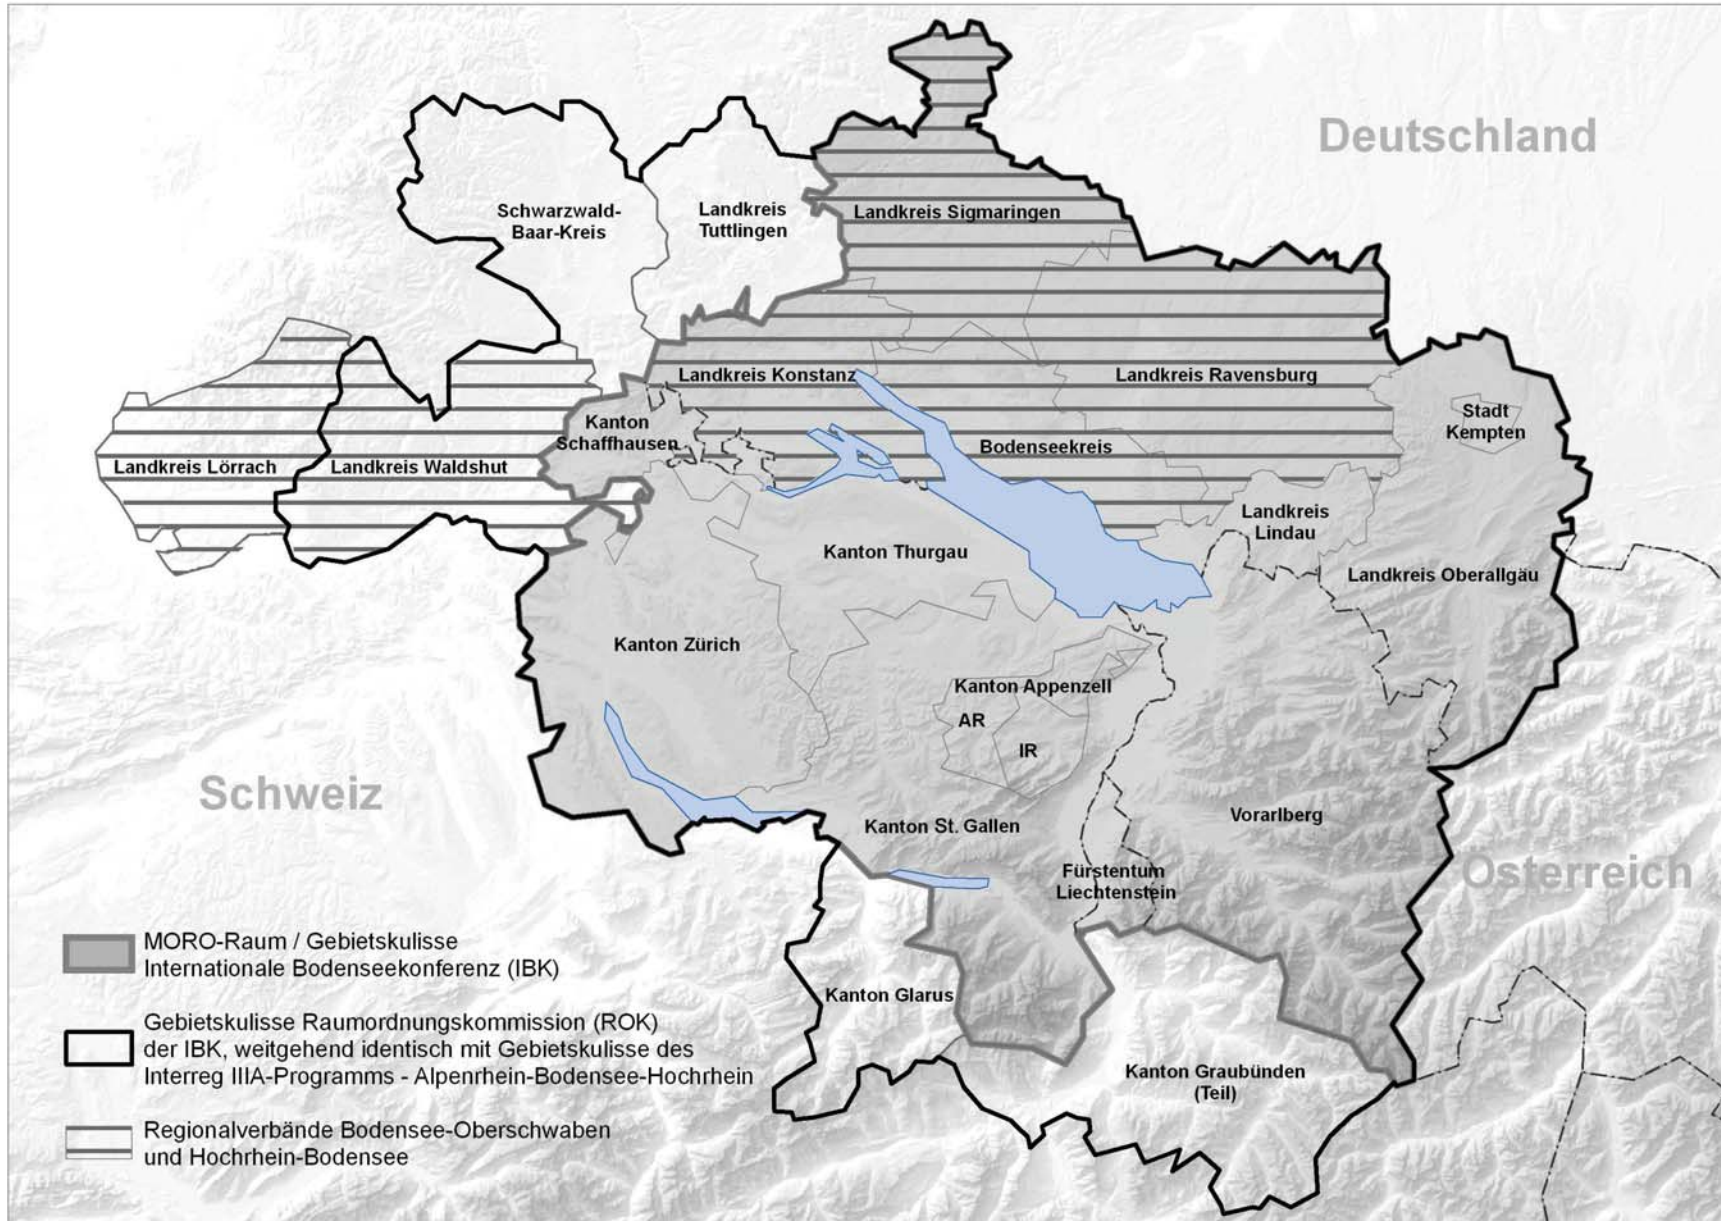 Deutschland
Schwarzwald-
Baar-Kreis
Landkreis
Tuttlingen
Landkreis Sigmaringen
Landkreis Konstanz
Landkreis Ravensburg
Stadt
Kempten
Kanton
Schaffhausen
Bodenseekreis
Landkreis Lörrach
Landkreis Waldshut
Landkreis
Lindau
Kanton Thurgau
Landkreis Oberallgäu
Kanton Zürich
Kanton Appenzell
AR
IR
Schweiz
Kanton St. Gallen
Vorarlberg
Fürstentum
Liechtenstein
Österreich
MORO-Raum / Gebietskulisse
Internationale Bodenseekonferenz (IBK)
Kanton Glarus
Gebietskulisse Raumordnungskommission (ROK)
der IBK, weitgehend identisch mit Gebietskulisse des
Interreg IIIA-Programms - Alpenrhein-Bodensee-Hochrhein
Kanton Graubünden
(Teil)
Regionalverbände Bodensee-Oberschwaben
und Hochrhein-Bodensee